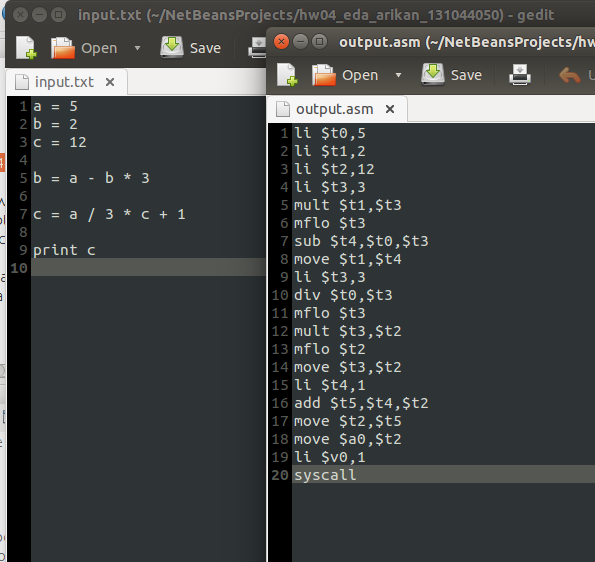 input.txt (~/NetBeansProjects/hw04_eda_arikan_131044050) - gedit
Open Save
input.txt ×
1 a = 5
2 b = 2
3 c = 12
4
5 b = a - b * 3
6
7 c = a / 3 * c + 1
8
9 print c
10
output.asm (~/NetBeansProjects/hw
Open Save U
output.asm ×
1 li $t0,5
2 li $t1,2
3 li $t2,12
4 li $t3,3
5 mult $t1,$t3
6 mflo $t3
7 sub $t4,$t0,$t3
8 move $t1,$t4
9 li $t3,3
10 div $t0,$t3
11 mflo $t3
12 mult $t3,$t2
13 mflo $t2
14 move $t3,$t2
15 li $t4,1
16 add $t5,$t4,$t2
17 move $t2,$t5
18 move $a0,$t2
19 li $v0,1
20 syscall